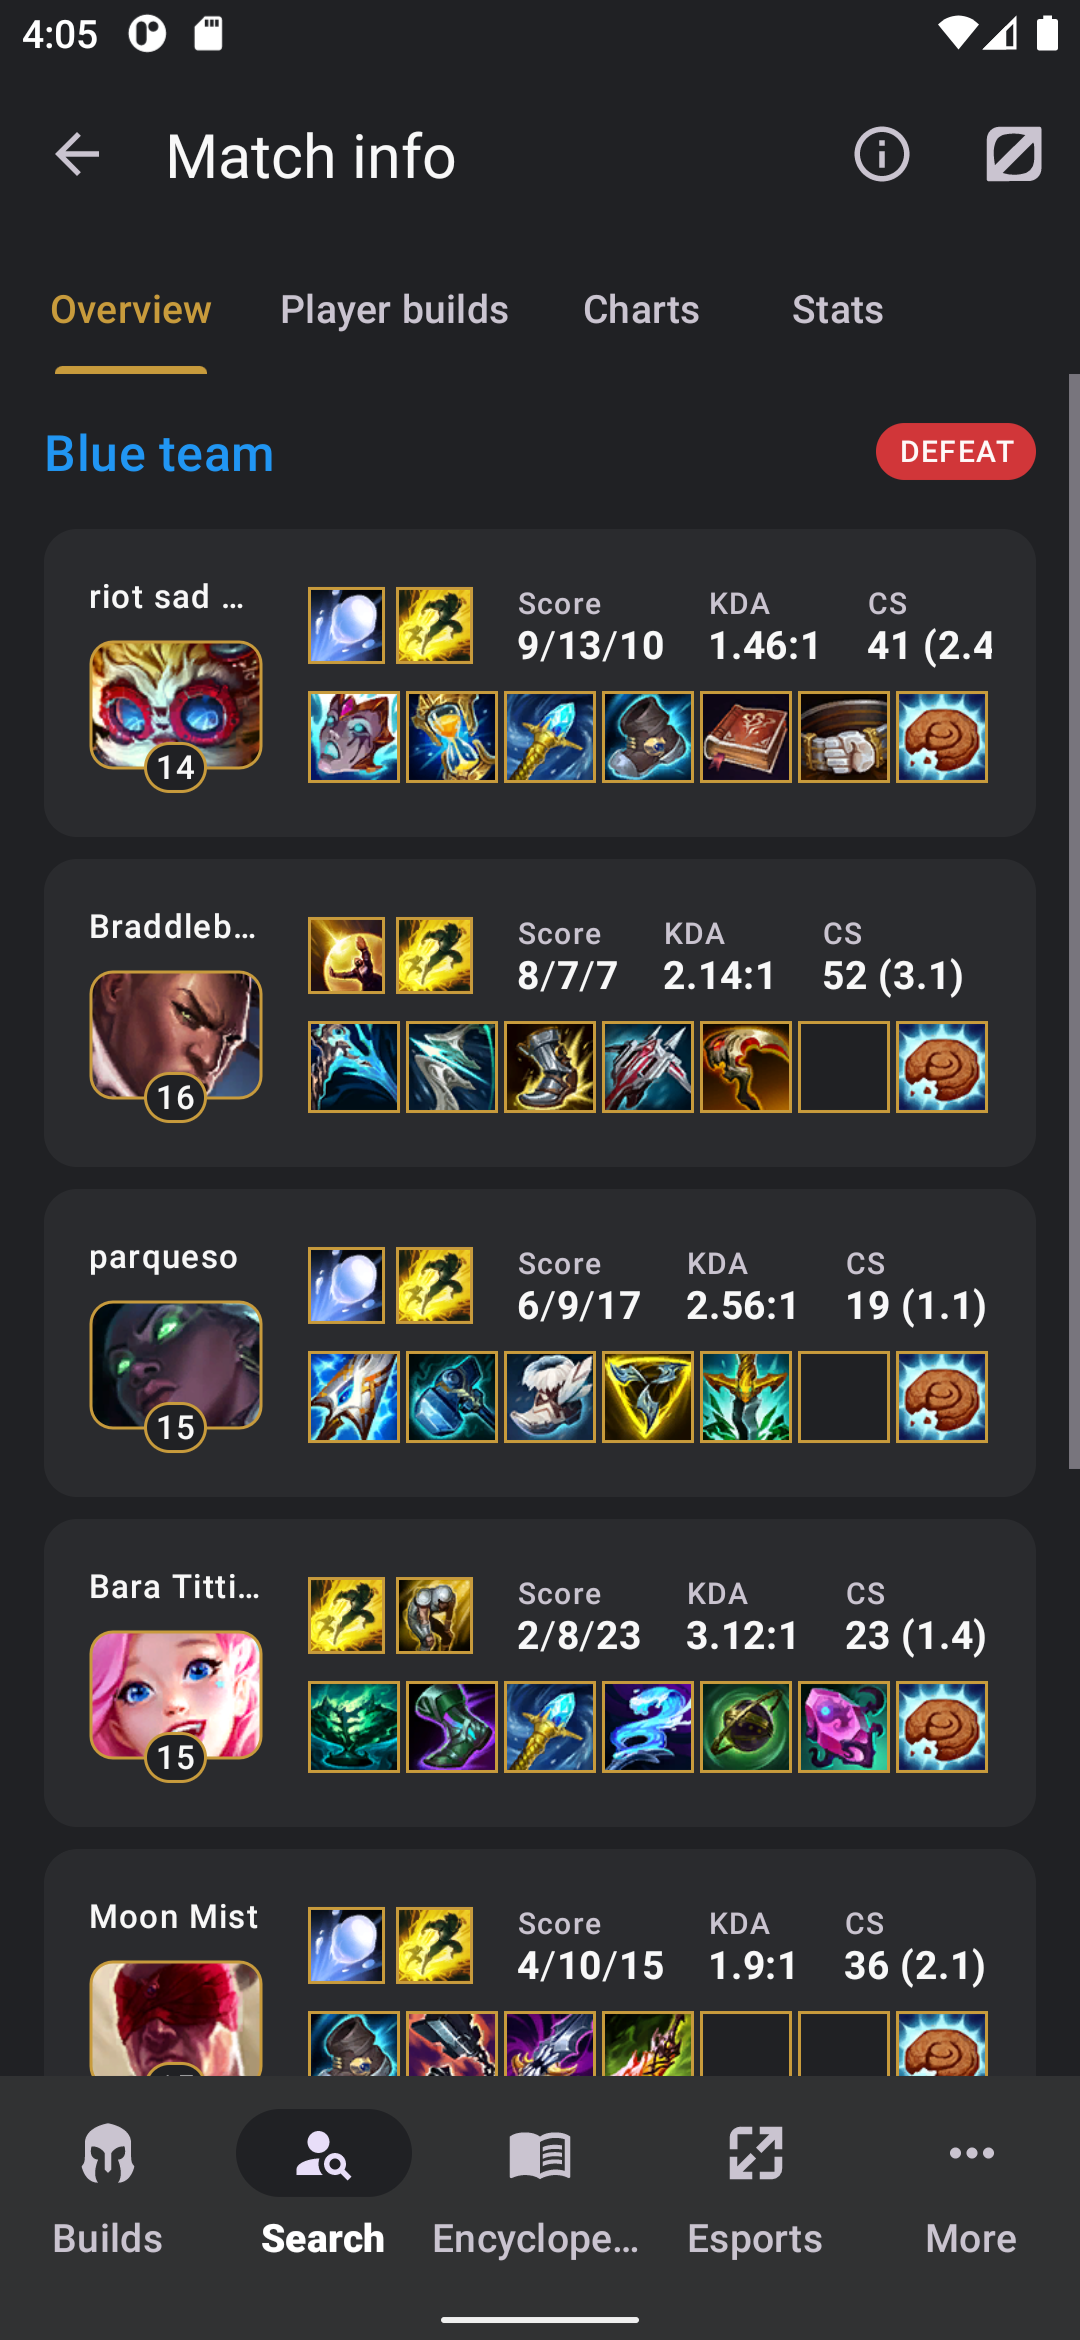 4:05
Match info
Overview Player builds Charts Stats
Blue team DEFEAT
riot sad ... Score KDA CS
9/13/10 1.46:1 41 (2.4
14
Braddleb... Score KDA CS
8/7/7 2.14:1 52 (3.1)
16
parqueso Score KDA CS
6/9/17 2.56:1 19 (1.1)
15
Bara Titti... Score KDA CS
2/8/23 3.12:1 23 (1.4)
15
Moon Mist Score KDA CS
4/10/15 1.9:1 36 (2.1)
Builds Search Encyclope... Esports More